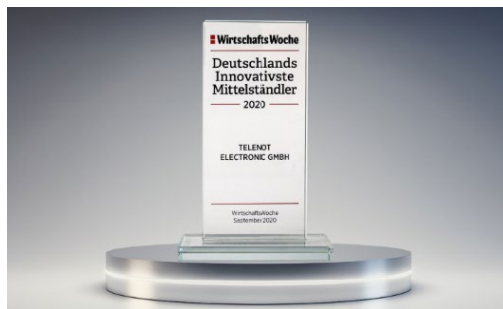 WirtschaftsWoche
Deutschlands
Innovativste
Mittelständler
2020
TELENOT
ELECTRONIC GMBH
WirtschaftsWoche
September 2020